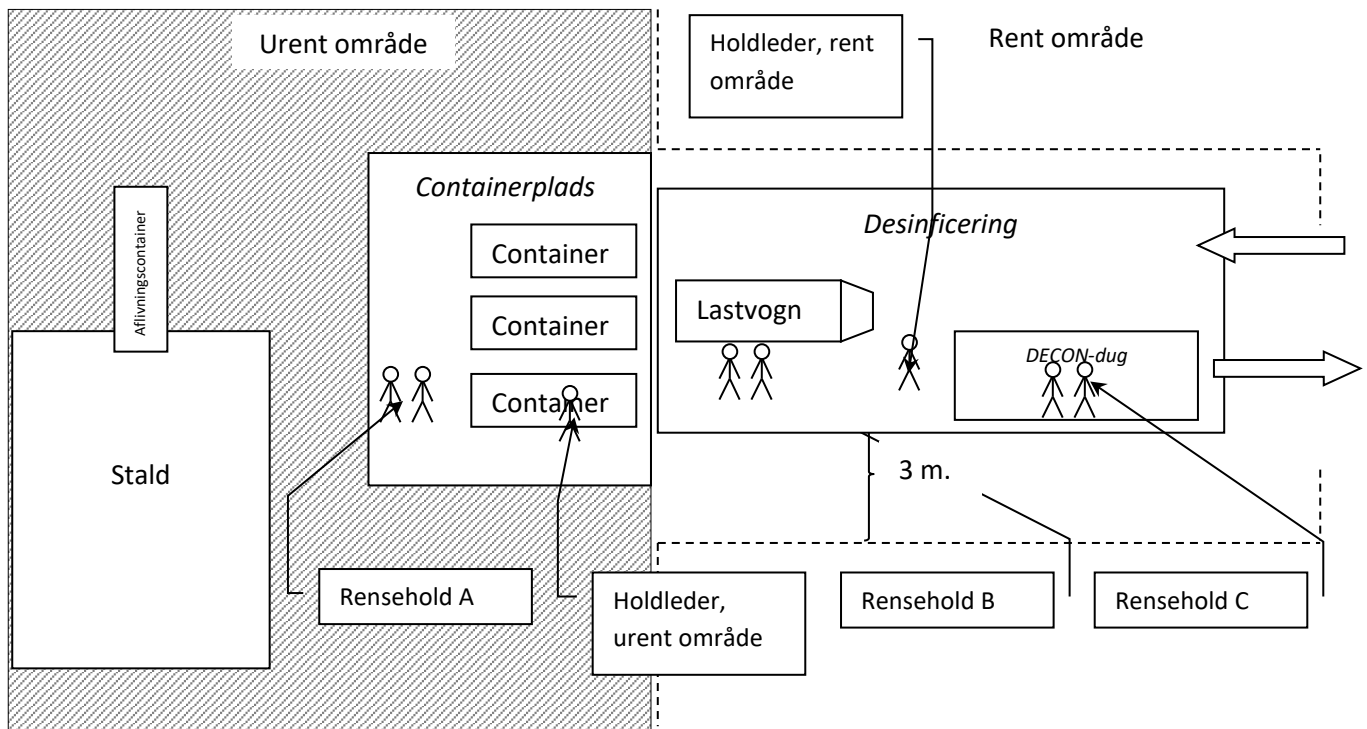 Urent område
Holdleder, rent
område
Rent område
Containerplads
Aflivningscontainer
Container
Container
Container
Desinficering
Lastvogn
DECON-dug
Stald
3 m.
Rensehold A
Holdleder,
urent område
Rensehold B
Rensehold C